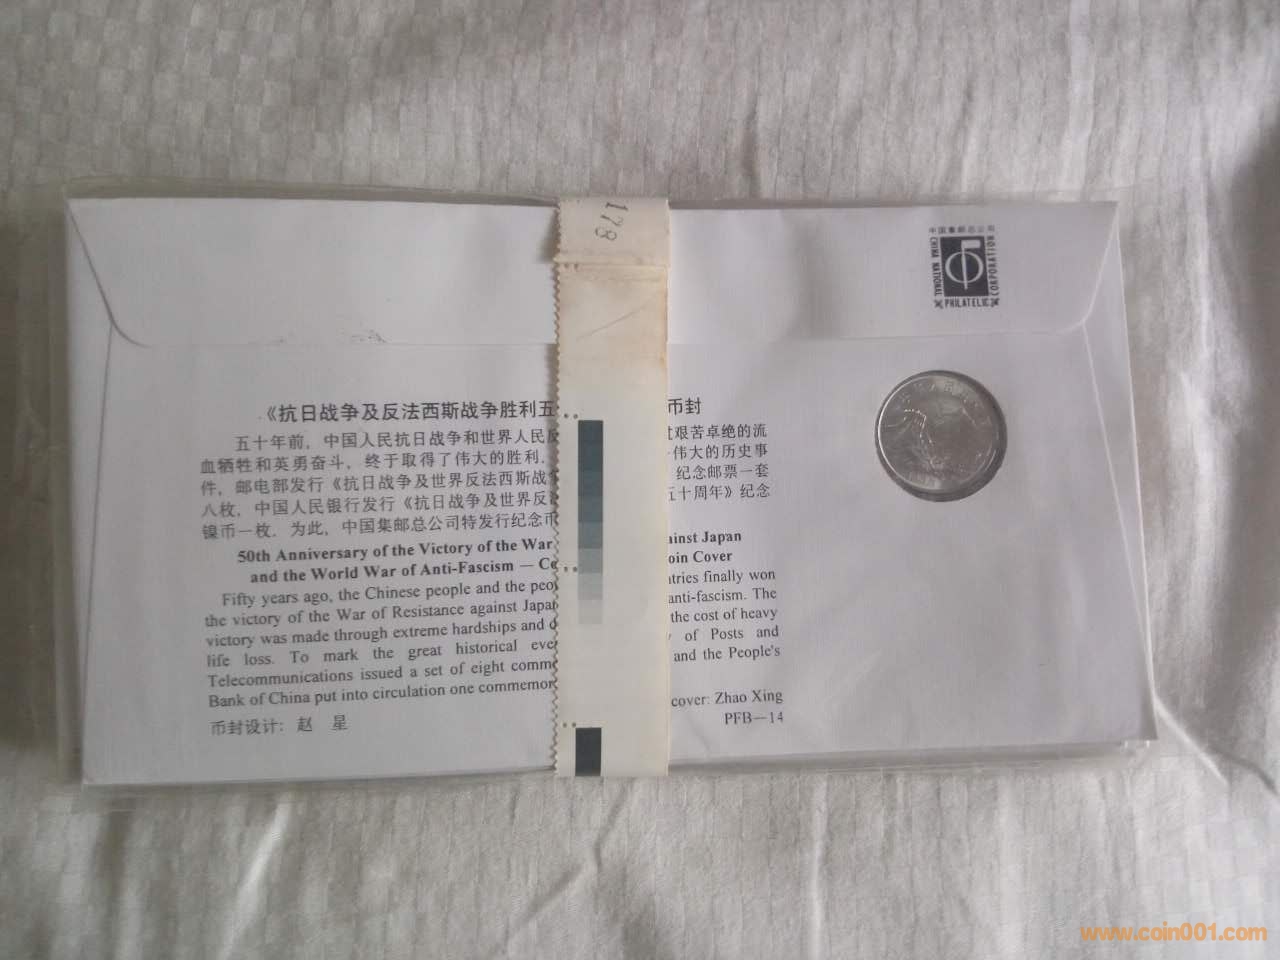 178
中国集邮总公司
CHINA NATIONAL
PHILATELIC
CORPORATION
《抗日战争及反法西斯战争胜利五 币封
五十年前，中国人民抗日战争和世界人民反 艰苦卓绝的流
血牺牲和英勇奋斗，终于取得了伟大的胜利． 伟大的历史事
件，邮电部发行《抗日战争及世界反法西斯战争 纪念邮票一套
八枚，中国人民银行发行《抗日战争及世界反法 五十周年》纪念
镍币一枚．为此，中国集邮总公司特发行纪念币
50th Anniversary of the Victory of the War ainst Japan
and the World War of Anti-Fascism — Co oin Cover
Fifty years ago, the Chinese people and the peop tries finally won
the victory of the War of Resistance against Japan anti-fascism. The
victory was made through extreme hardships and the cost of heavy
life loss. To mark the great historical eve y of Posts and
Telecommunications issued a set of eight comme and the People's
Bank of China put into circulation one commemor
cover: Zhao Xing
币封设计：赵 星 PFB—14
www.coin001.com